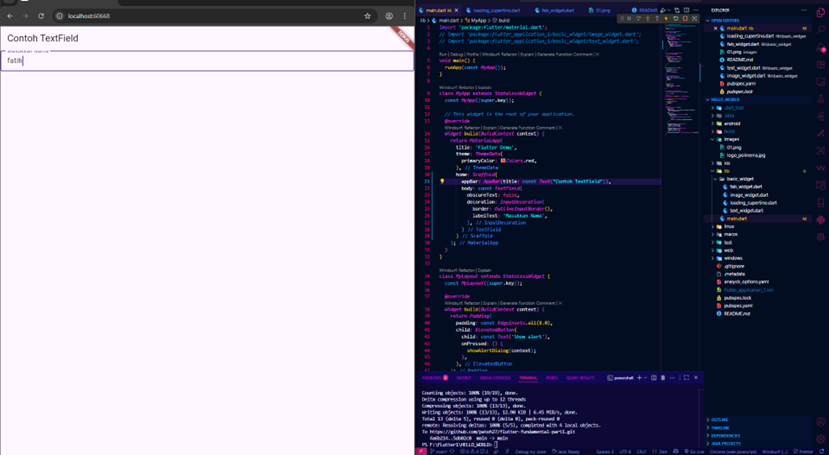 localhost:60668
Contoh TextField
Masukkan Nama
fatih
main.dart M
loading_cupertino.dart
fab_widget.dart
01.png
README.md
lib > main.dart > MyApp > build
1 import 'package:flutter/material.dart';
2 // import 'package:flutter_application_1/basic_widget/image_widget.dart';
3 // import 'package:flutter_application_1/basic_widget/text_widget.dart';
Run | Debug | Profile | Windsurf: Refactor | Explain | Generate Function Comment | X
void main() {
runApp(const MyApp());
}
Windsurf: Refactor | Explain
class MyApp extends StatelessWidget {
const MyApp({super.key});
// This widget is the root of your application.
@override
Windsurf: Refactor | Explain | Generate Function Comment | X
Widget build(BuildContext context) {
return MaterialApp(
title: 'Flutter Demo',
theme: ThemeData(
primaryColor: Colors.red,
), // ThemeData
home: Scaffold(
21 appBar: AppBar(title: const Text("Contoh TextField")),
body: const TextField(
obscureText: false,
decoration: InputDecoration(
border: OutlineInputBorder(),
labelText: 'Masukkan Nama',
), // InputDecoration
) // TextField
) // Scaffold
); // MaterialApp
}
}
Windsurf: Refactor | Explain
class MyLayout extends StatelessWidget {
const MyLayout({super.key});
@override
Windsurf: Refactor | Explain | Generate Function Comment | X
Widget build(BuildContext context) {
return Padding(
padding: const EdgeInsets.all(8.0),
child: ElevatedButton(
child: const Text('Show alert'),
onPressed: () {
showAlertDialog(context);
},
), // ElevatedButton
); // Padding
PROBLEMS
OUTPUT
DEBUG CONSOLE
TERMINAL
PORTS
QUERY RESULTS
powershell
Counting objects: 100% (19/19), done.
Delta compression using up to 12 threads
Compressing objects: 100% (13/13), done.
Writing objects: 100% (13/13), 12.90 KiB | 6.45 MiB/s, done.
Total 13 (delta 5), reused 0 (delta 0), pack-reused 0
remote: Resolving deltas: 100% (5/5), completed with 4 local objects.
main -> main
PS F:\Flutter1\HELLO_WORLD>
EXPLORER
OPEN EDITORS
main.dart lib M
loading_cupertino.dart lib\basic_widget
fab_widget.dart lib\basic_widget
01.png images
README.md
text_widget.dart lib\basic_widget
image_widget.dart lib\basic_widget
pubspec.yaml
pubspec.lock
HELLO_WORLD
.dart_tool
.idea
android
build
images
01.png
logo_polinema.jpg
ios
lib
basic_widget
fab_widget.dart
image_widget.dart
loading_cupertino.dart
text_widget.dart
main.dart M
linux
macos
test
web
windows
.gitignore
.metadata
analysis_options.yaml
flutter_application_1.iml
pubspec.lock
pubspec.yaml
README.md
OUTLINE
TIMELINE
DEPENDENCIES
JAVA PROJECTS